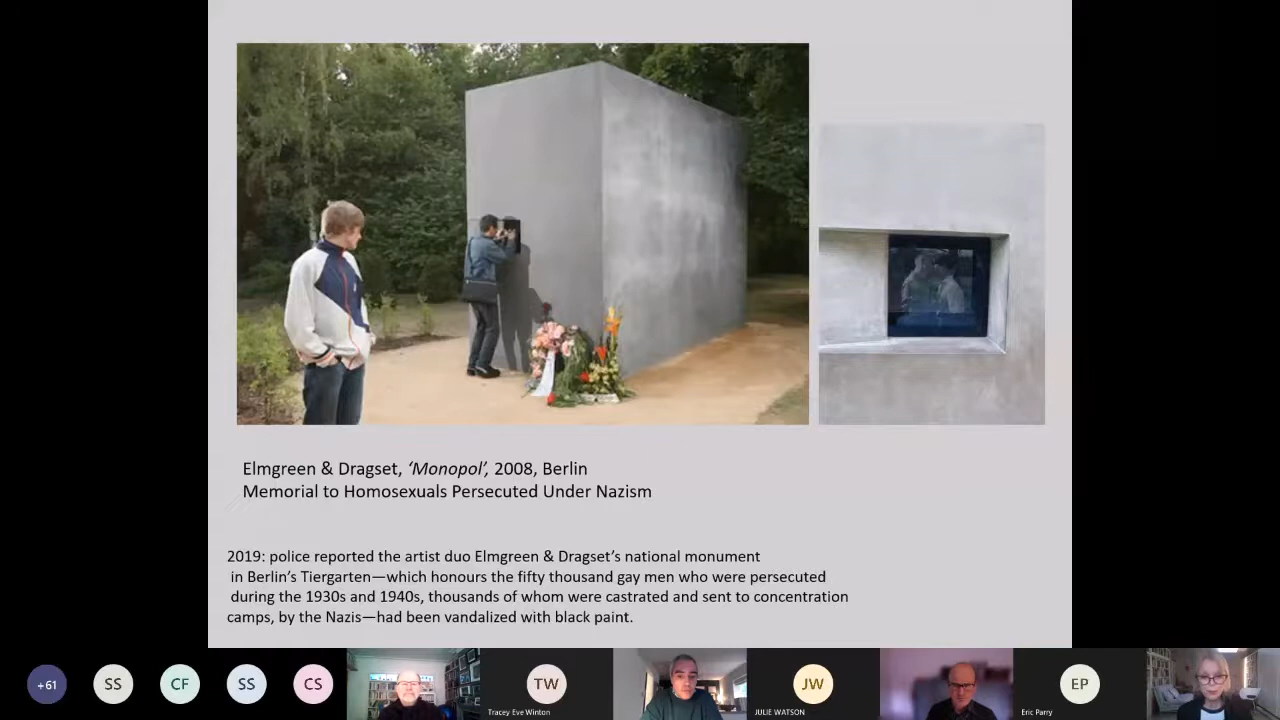 Elmgreen & Dragset, ‘Monopol’, 2008, Berlin
Memorial to Homosexuals Persecuted Under Nazism
2019: police reported the artist duo Elmgreen & Dragset’s national monument
in Berlin’s Tiergarten—which honours the fifty thousand gay men who were persecuted
during the 1930s and 1940s, thousands of whom were castrated and sent to concentration
camps, by the Nazis—had been vandalized with black paint.
+61
SS
CF
SS
CS
TW
Tracey Eve Winton
JW
JULIE WATSON
EP
Eric Parry